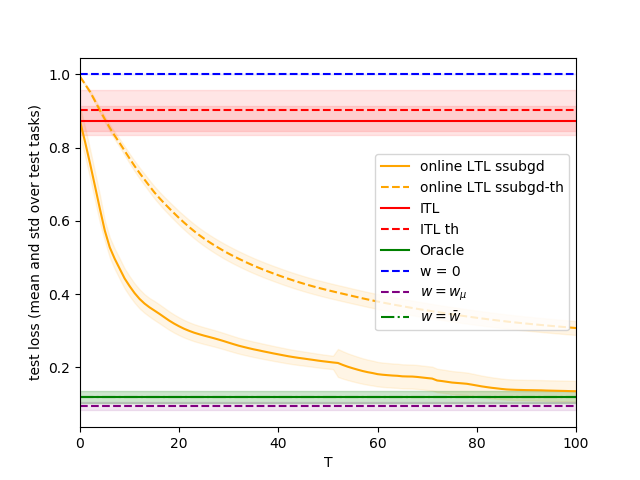 1.0
0.8
0.6
0.4
0.2
test loss (mean and std over test tasks)
0
20
40
60
80
100
T
online LTL ssubgd
online LTL ssubgd-th
ITL
ITL th
Oracle
w = 0
w = wμ
w = w̄